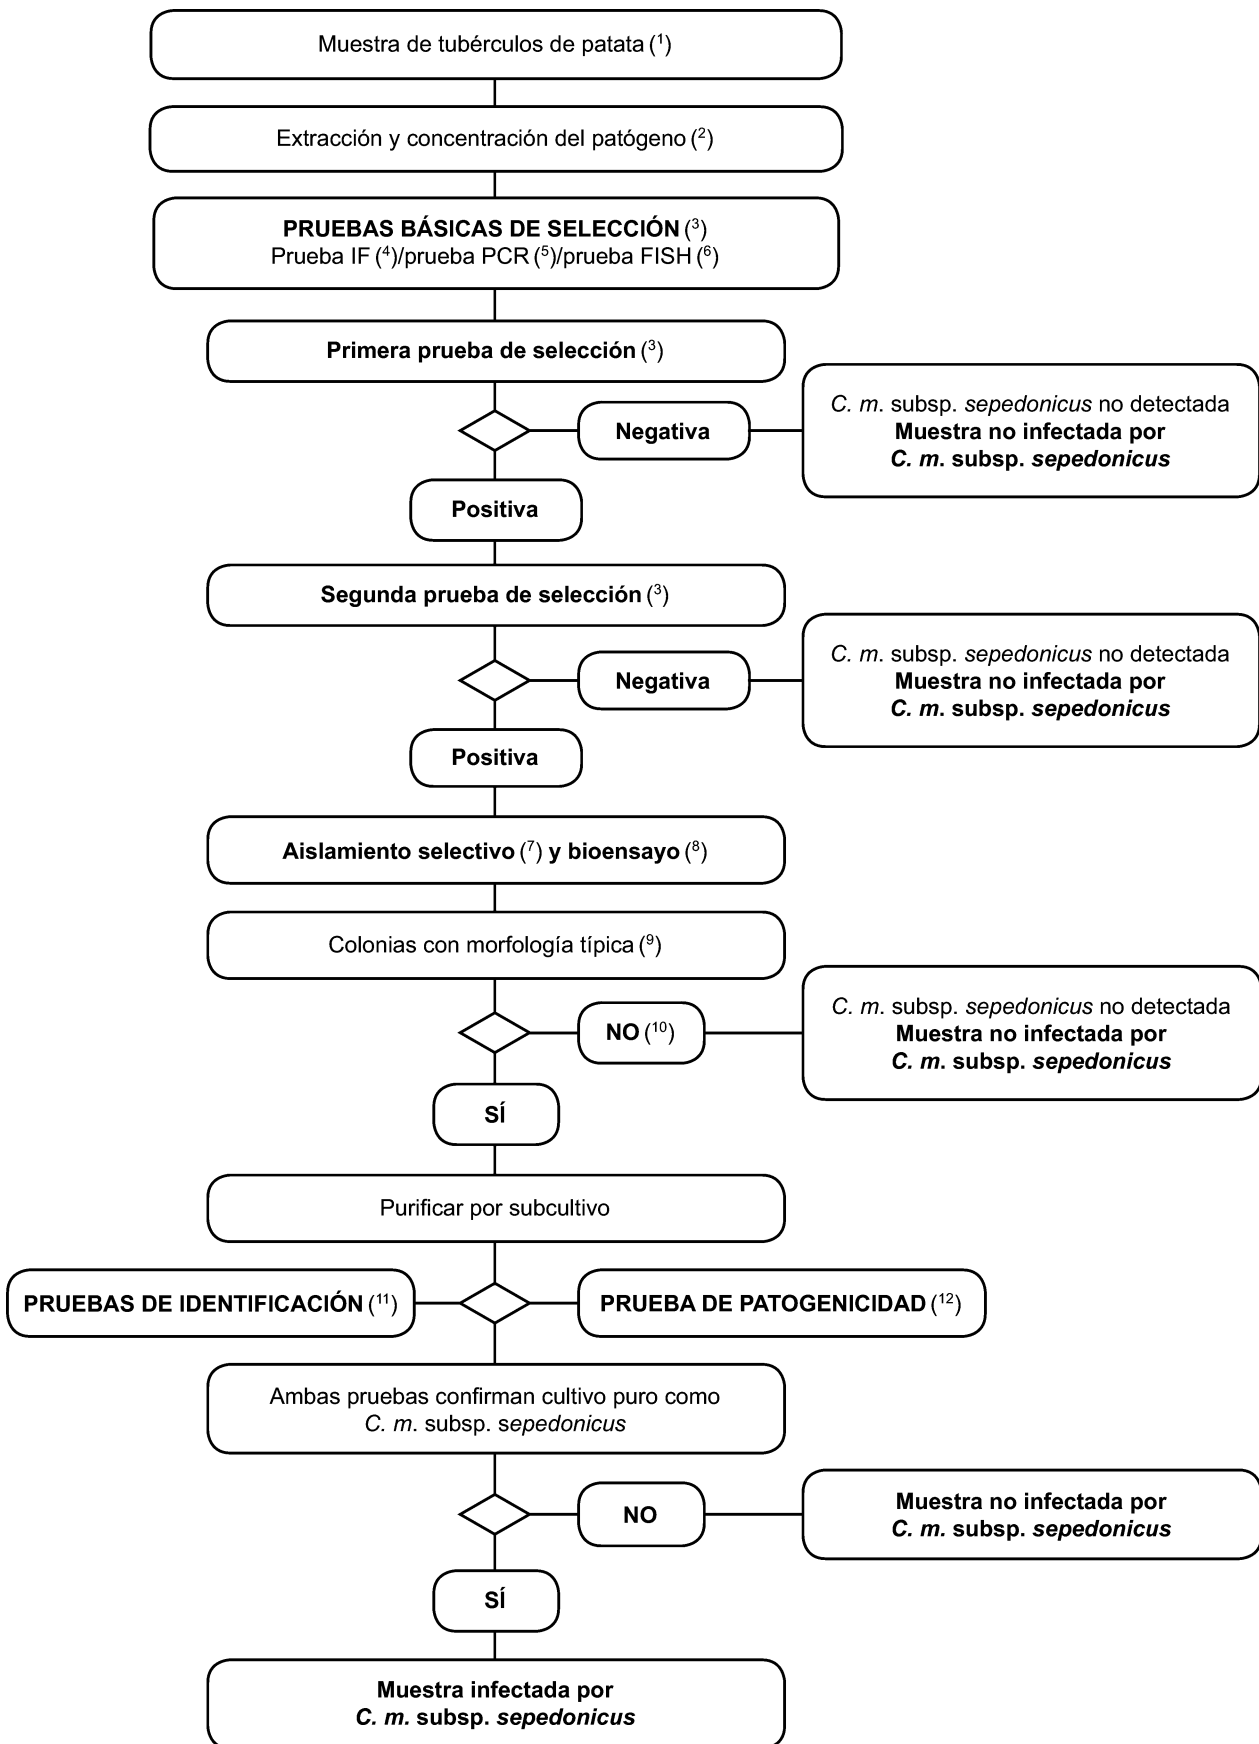 Muestra de tubérculos de patata (¹)
Extracción y concentración del patógeno (²)
PRUEBAS BÁSICAS DE SELECCIÓN (³)
Prueba IF (⁴)/prueba PCR (⁵)/prueba FISH (⁶)
Primera prueba de selección (³)
Negativa
C. m. subsp. sepedonicus no detectada
Muestra no infectada por
C. m. subsp. sepedonicus
Positiva
Segunda prueba de selección (³)
Negativa
C. m. subsp. sepedonicus no detectada
Muestra no infectada por
C. m. subsp. sepedonicus
Positiva
Aislamiento selectivo (⁷) y bioensayo (⁸)
Colonias con morfología típica (⁹)
NO (¹⁰)
C. m. subsp. sepedonicus no detectada
Muestra no infectada por
C. m. subsp. sepedonicus
SÍ
Purificar por subcultivo
PRUEBAS DE IDENTIFICACIÓN (¹¹)
PRUEBA DE PATOGENICIDAD (¹²)
Ambas pruebas confirman cultivo puro como
C. m. subsp. sepedonicus
NO
Muestra no infectada por
C. m. subsp. sepedonicus
SÍ
Muestra infectada por
C. m. subsp. sepedonicus